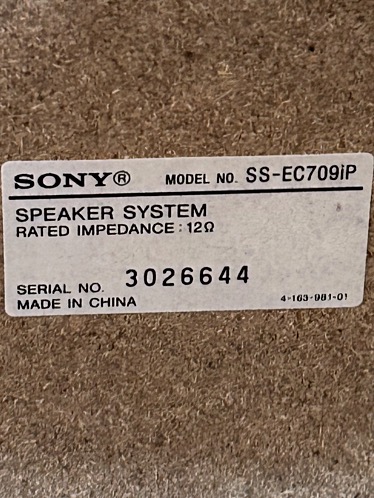 SONY® MODEL NO. SS-EC709iP
SPEAKER SYSTEM
RATED IMPEDANCE : 12Ω
SERIAL NO. 3026644
MADE IN CHINA 4-163-981-01